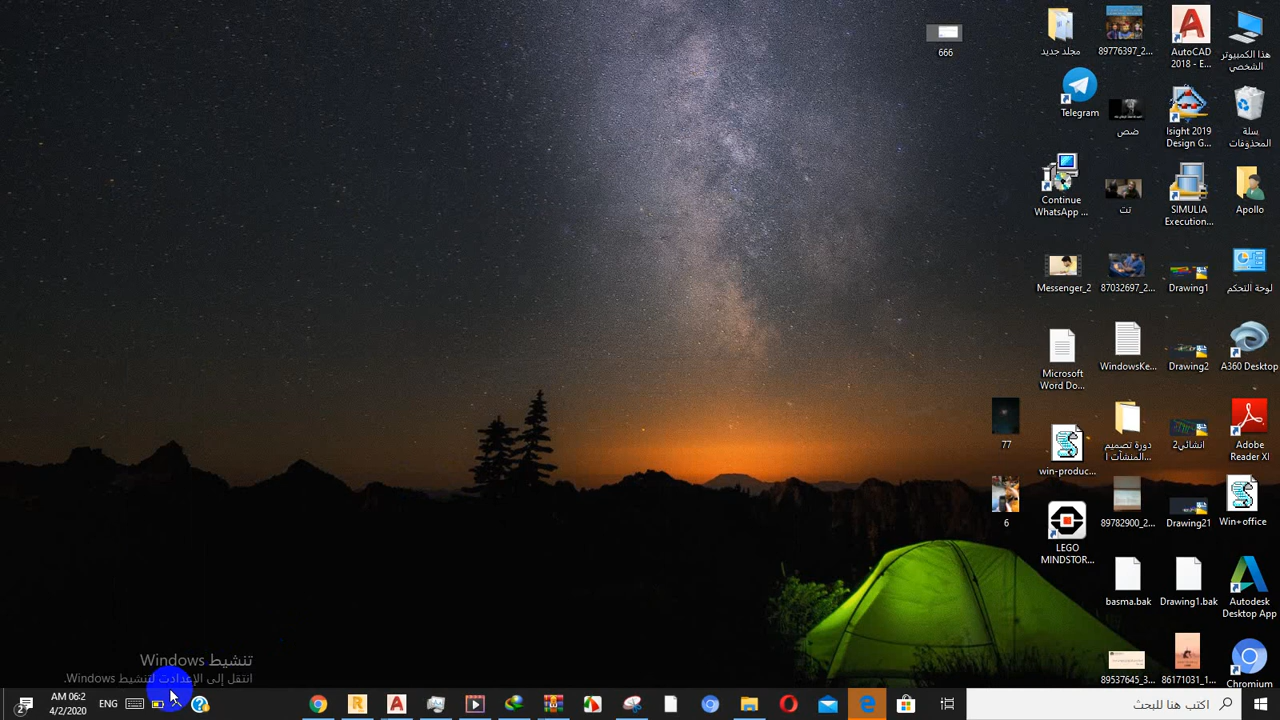 هذا الكمبيوتر
الشخصي
سلة
المحذوفات
Apollo
لوحة التحكم
A360 Desktop
Adobe
Reader XI
Win+office
Autodesk
Desktop App
Chromium
AutoCAD
2018 - E...
Isight 2019
Design G...
SIMULIA
Execution...
Drawing1
Drawing2
انشائي2
Drawing21
Drawing1.bak
86171031_1...
89776397_2...
ضص
تت
87032697_2...
WindowsKe...
دورة تصميم
المنشآت ا...
89782900_2...
basma.bak
89537645_3...
مجلد جديد
Telegram
Continue
WhatsApp ...
Messenger_2
Microsoft
Word Do...
win-produc...
LEGO
MINDSTOR...
666
77
6
تنشيط Windows
انتقل إلى الإعدادت لتنشيط Windows.
اكتب هنا للبحث
ENG
AM 06:2
4/2/2020
2